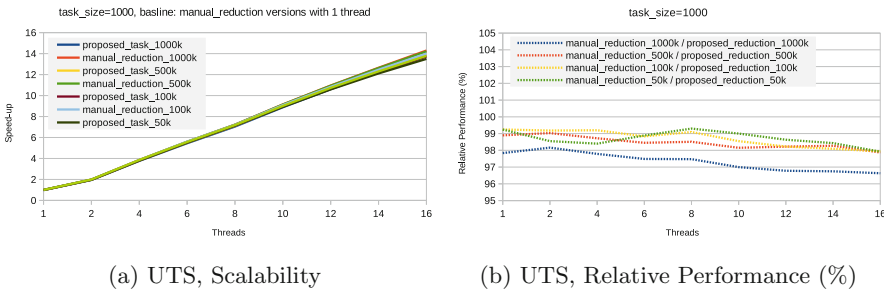 task_size=1000, basline: manual_reduction versions with 1 thread
16
14
12
10
8
6
4
2
0
Speed-up
proposed_task_1000k
manual_reduction_1000k
proposed_task_500k
manual_reduction_500k
proposed_task_100k
manual_reduction_100k
proposed_task_50k
1 2 4 6 8 10 12 14 16
Threads
(a) UTS, Scalability
task_size=1000
105
104
103
102
101
100
99
98
97
96
95
Relative Performance (%)
manual_reduction_1000k / proposed_reduction_1000k
manual_reduction_500k / proposed_reduction_500k
manual_reduction_100k / proposed_reduction_100k
manual_reduction_50k / proposed_reduction_50k
1 2 4 6 8 10 12 14 16
Threads
(b) UTS, Relative Performance (%)